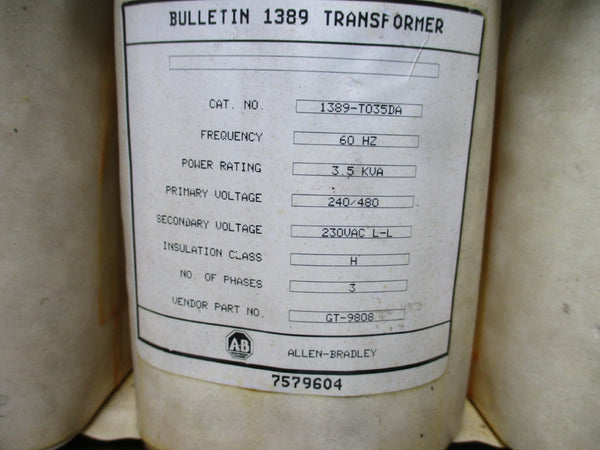 BULLETIN 1389 TRANSFORMER
CAT. NO. 1389-T035DA
FREQUENCY 60 HZ
POWER RATING 3.5 KVA
PRIMARY VOLTAGE 240/480
SECONDARY VOLTAGE 230VAC L-L
INSULATION CLASS H
NO. OF PHASES 3
VENDOR PART NO. GT-9808
AB ALLEN-BRADLEY
7579604